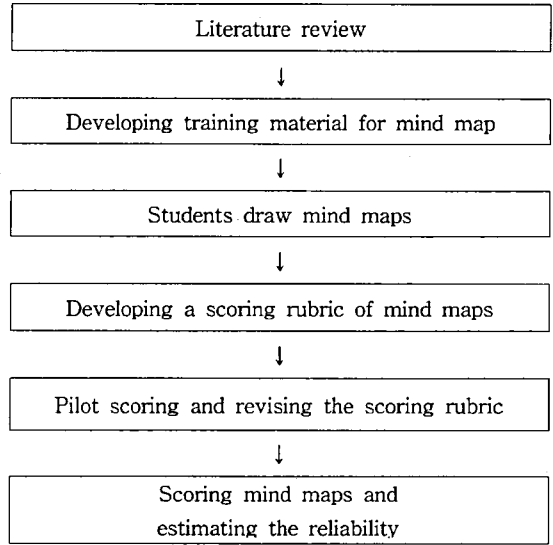 Literature review
↓
Developing training material for mind map
↓
Students draw mind maps
↓
Developing a scoring rubric of mind maps
↓
Pilot scoring and revising the scoring rubric
↓
Scoring mind maps and
estimating the reliability